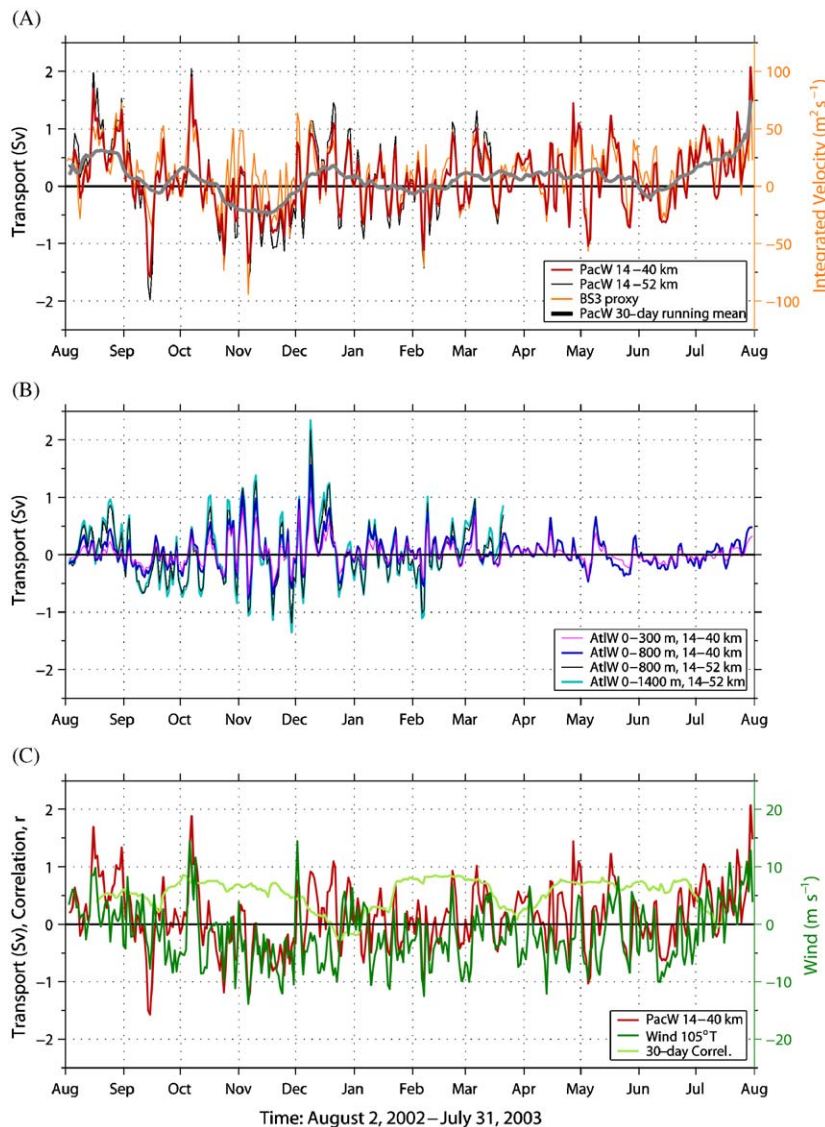 (A)
2
1
0
−1
−2
Transport (Sv)
100
50
0
−50
−100
Integrated Velocity (m² s⁻¹)
PacW 14−40 km
PacW 14−52 km
BS3 proxy
PacW 30−day running mean
Aug Sep Oct Nov Dec Jan Feb Mar Apr May Jun Jul Aug
(B)
2
1
0
−1
−2
Transport (Sv)
AtlW 0−300 m, 14−40 km
AtlW 0−800 m, 14−40 km
AtlW 0−800 m, 14−52 km
AtlW 0−1400 m, 14−52 km
Aug Sep Oct Nov Dec Jan Feb Mar Apr May Jun Jul Aug
(C)
2
1
0
−1
−2
Transport (Sv), Correlation, r
20
10
0
−10
−20
Wind (m s⁻¹)
PacW 14−40 km
Wind 105°T
30−day Correl.
Aug Sep Oct Nov Dec Jan Feb Mar Apr May Jun Jul Aug
Time: August 2, 2002−July 31, 2003